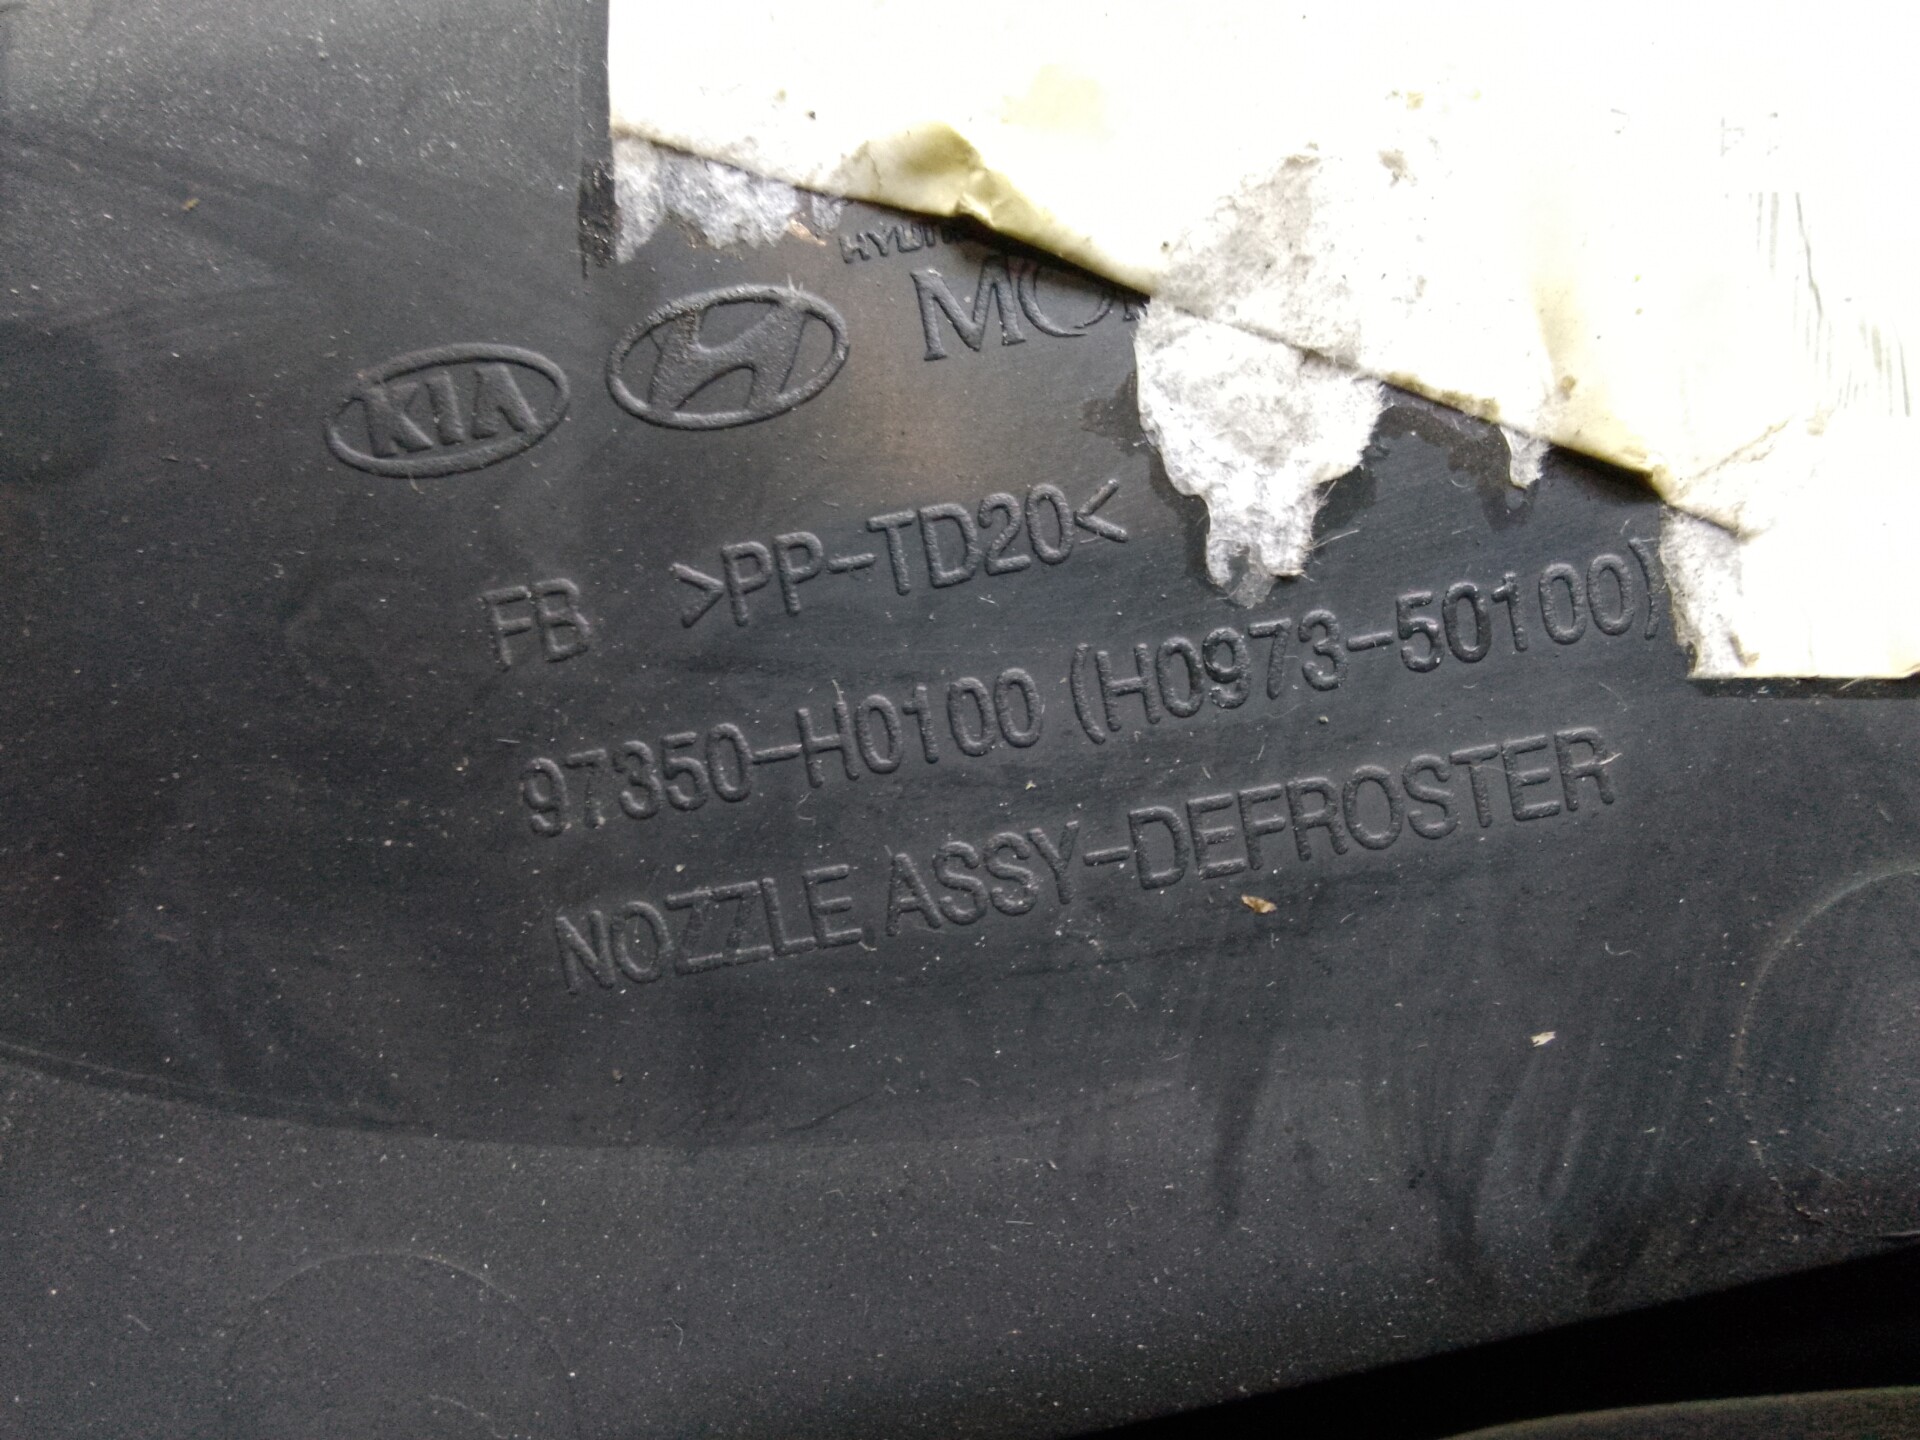 KIA
FB >PP-TD20<
97350-H0100 (H0973-50100)
NOZZLE ASSY-DEFROSTER